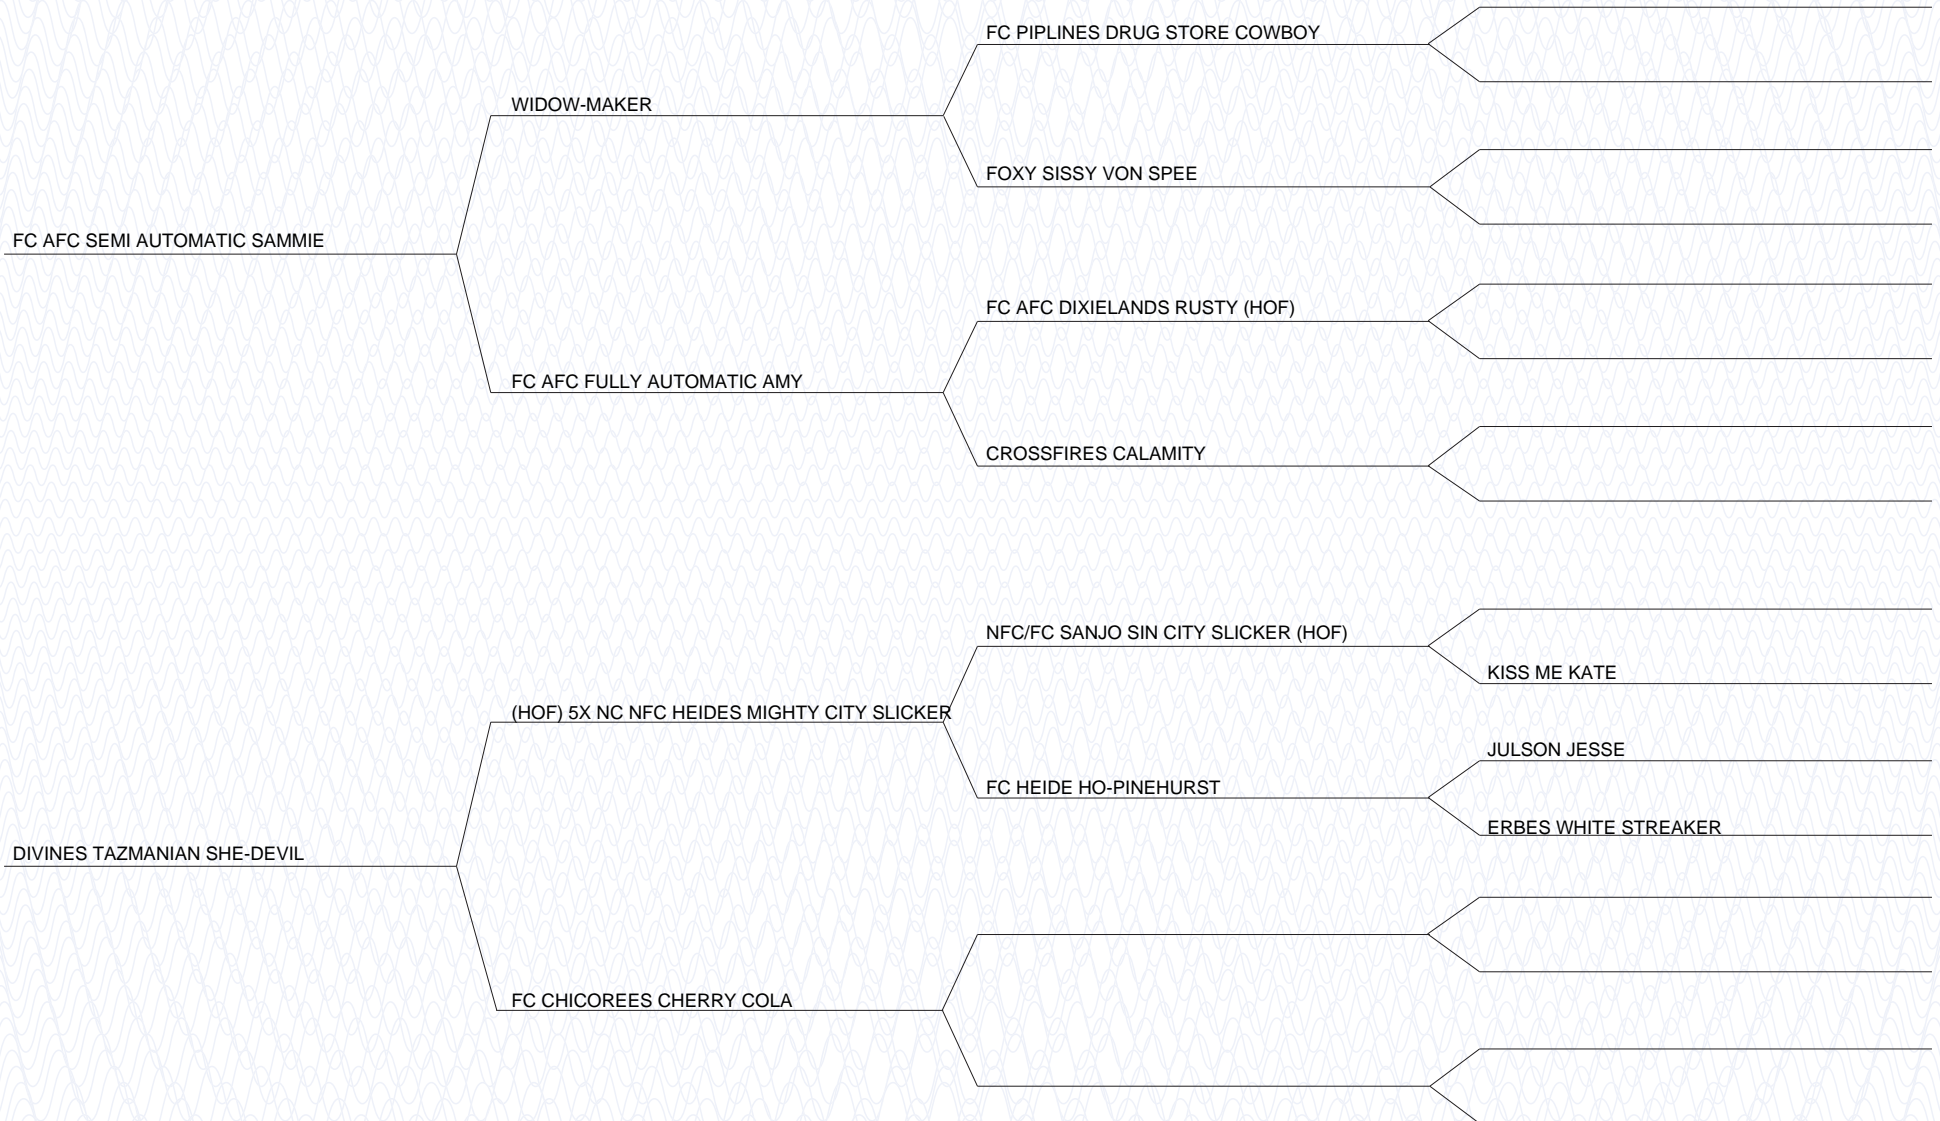 FC PIPLINES DRUG STORE COWBOY
WIDOW-MAKER
FOXY SISSY VON SPEE
FC AFC SEMI AUTOMATIC SAMMIE
FC AFC DIXIELANDS RUSTY (HOF)
FC AFC FULLY AUTOMATIC AMY
CROSSFIRES CALAMITY
NFC/FC SANJO SIN CITY SLICKER (HOF)
KISS ME KATE
(HOF) 5X NC NFC HEIDES MIGHTY CITY SLICKER
JULSON JESSE
FC HEIDE HO-PINEHURST
ERBES WHITE STREAKER
DIVINES TAZMANIAN SHE-DEVIL
FC CHICOREES CHERRY COLA